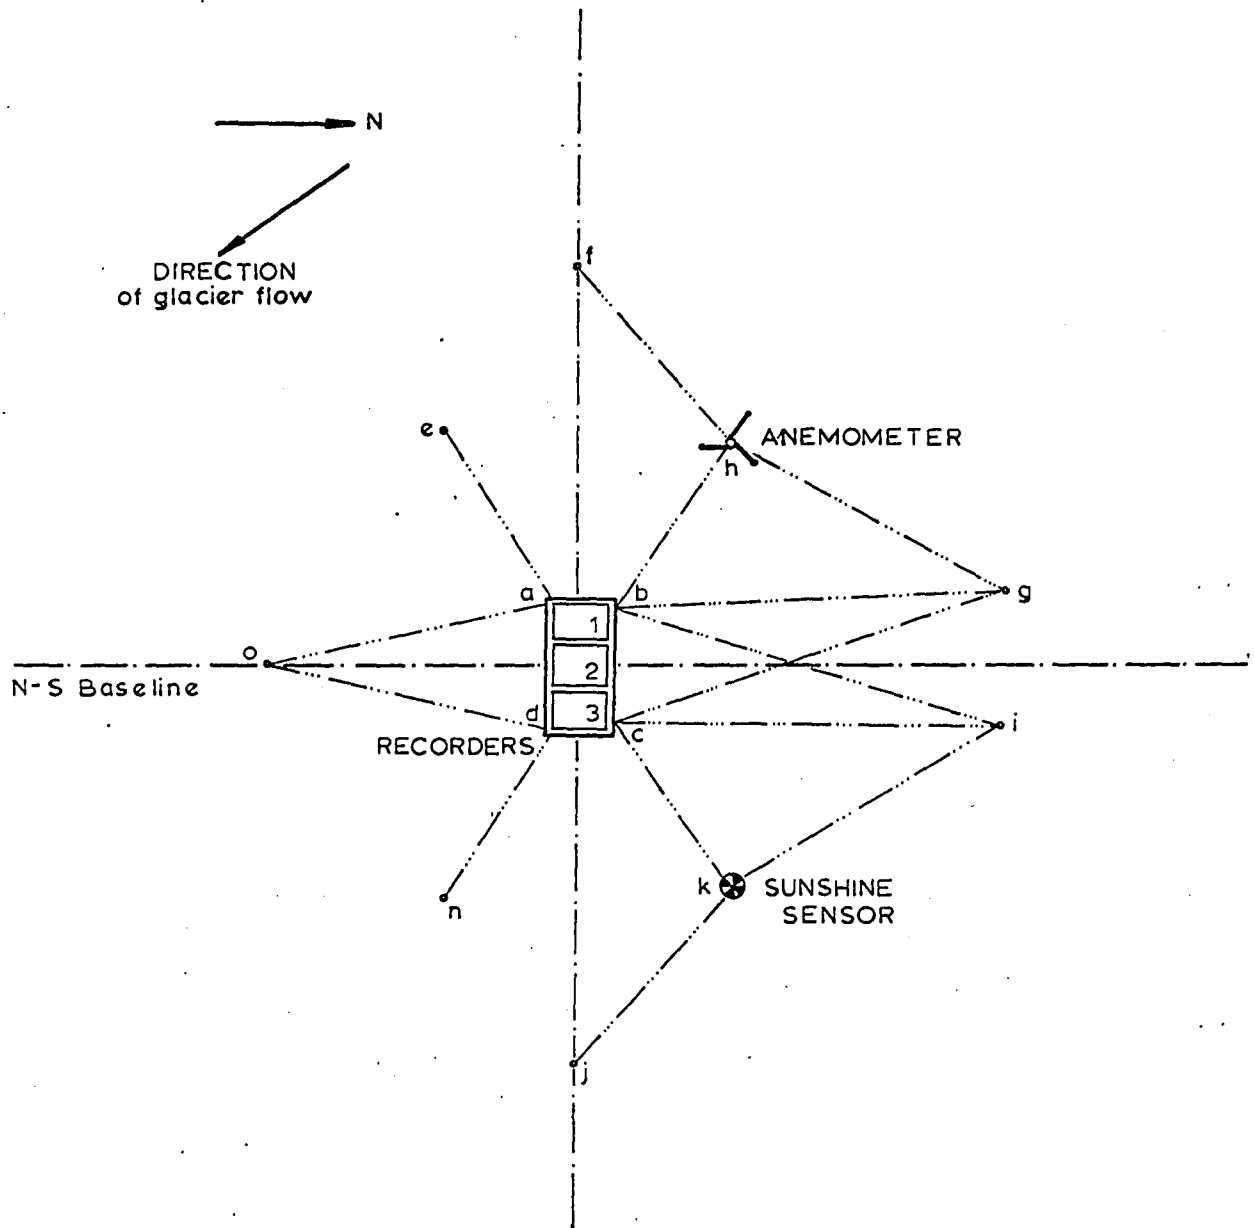 N
DIRECTION
of glacier flow
f
e
ANEMOMETER
h
a
b
g
1
o
2
N-S Baseline
d
3
c
i
RECORDERS
k
SUNSHINE
SENSOR
n
j